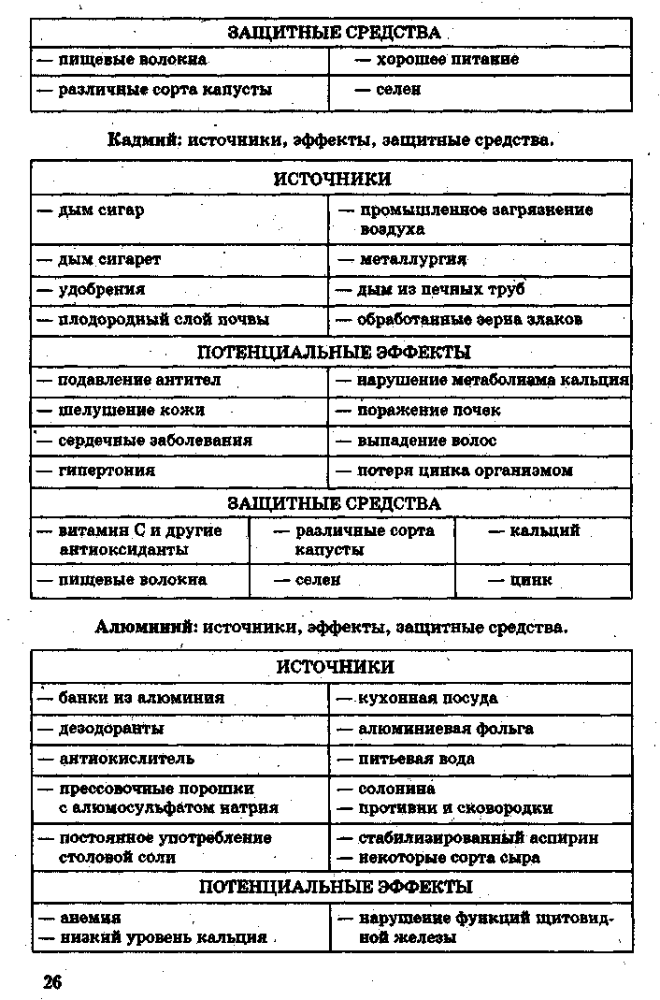 ЗАЩИТНЫЕ СРЕДСТВА
— пищевые волокна — хорошее питание
— различные сорта капусты — селен
Кадмий: источники, эффекты, защитные средства.
ИСТОЧНИКИ
— дым сигар — промышленное загрязнение
воздуха
— дым сигарет — металлургия
— удобрения — дым из печных труб
— плодородный слой почвы — обработанные зерна злаков
ПОТЕНЦИАЛЬНЫЕ ЭФФЕКТЫ
— подавление антител — нарушение метаболизма кальция
— шелушение кожи — поражение почек
— сердечные заболевания — выпадение волос
— гипертония — потеря цинка организмом
ЗАЩИТНЫЕ СРЕДСТВА
— витамин С и другие — различные сорта — кальций
антиоксиданты капусты
— пищевые волокна — селен — цинк
Алюминий: источники, эффекты, защитные средства.
ИСТОЧНИКИ
— банки из алюминия — кухонная посуда
— дезодоранты — алюминиевая фольга
— антиокислитель — питьевая вода
— прессовочные порошки — солонина
с алюмосульфатом натрия — противни и сковородки
— постоянное употребление — стабилизированный аспирин
столовой соли — некоторые сорта сыра
ПОТЕНЦИАЛЬНЫЕ ЭФФЕКТЫ
— анемия — нарушение функций щитовид-
— низкий уровень кальция ной железы
26